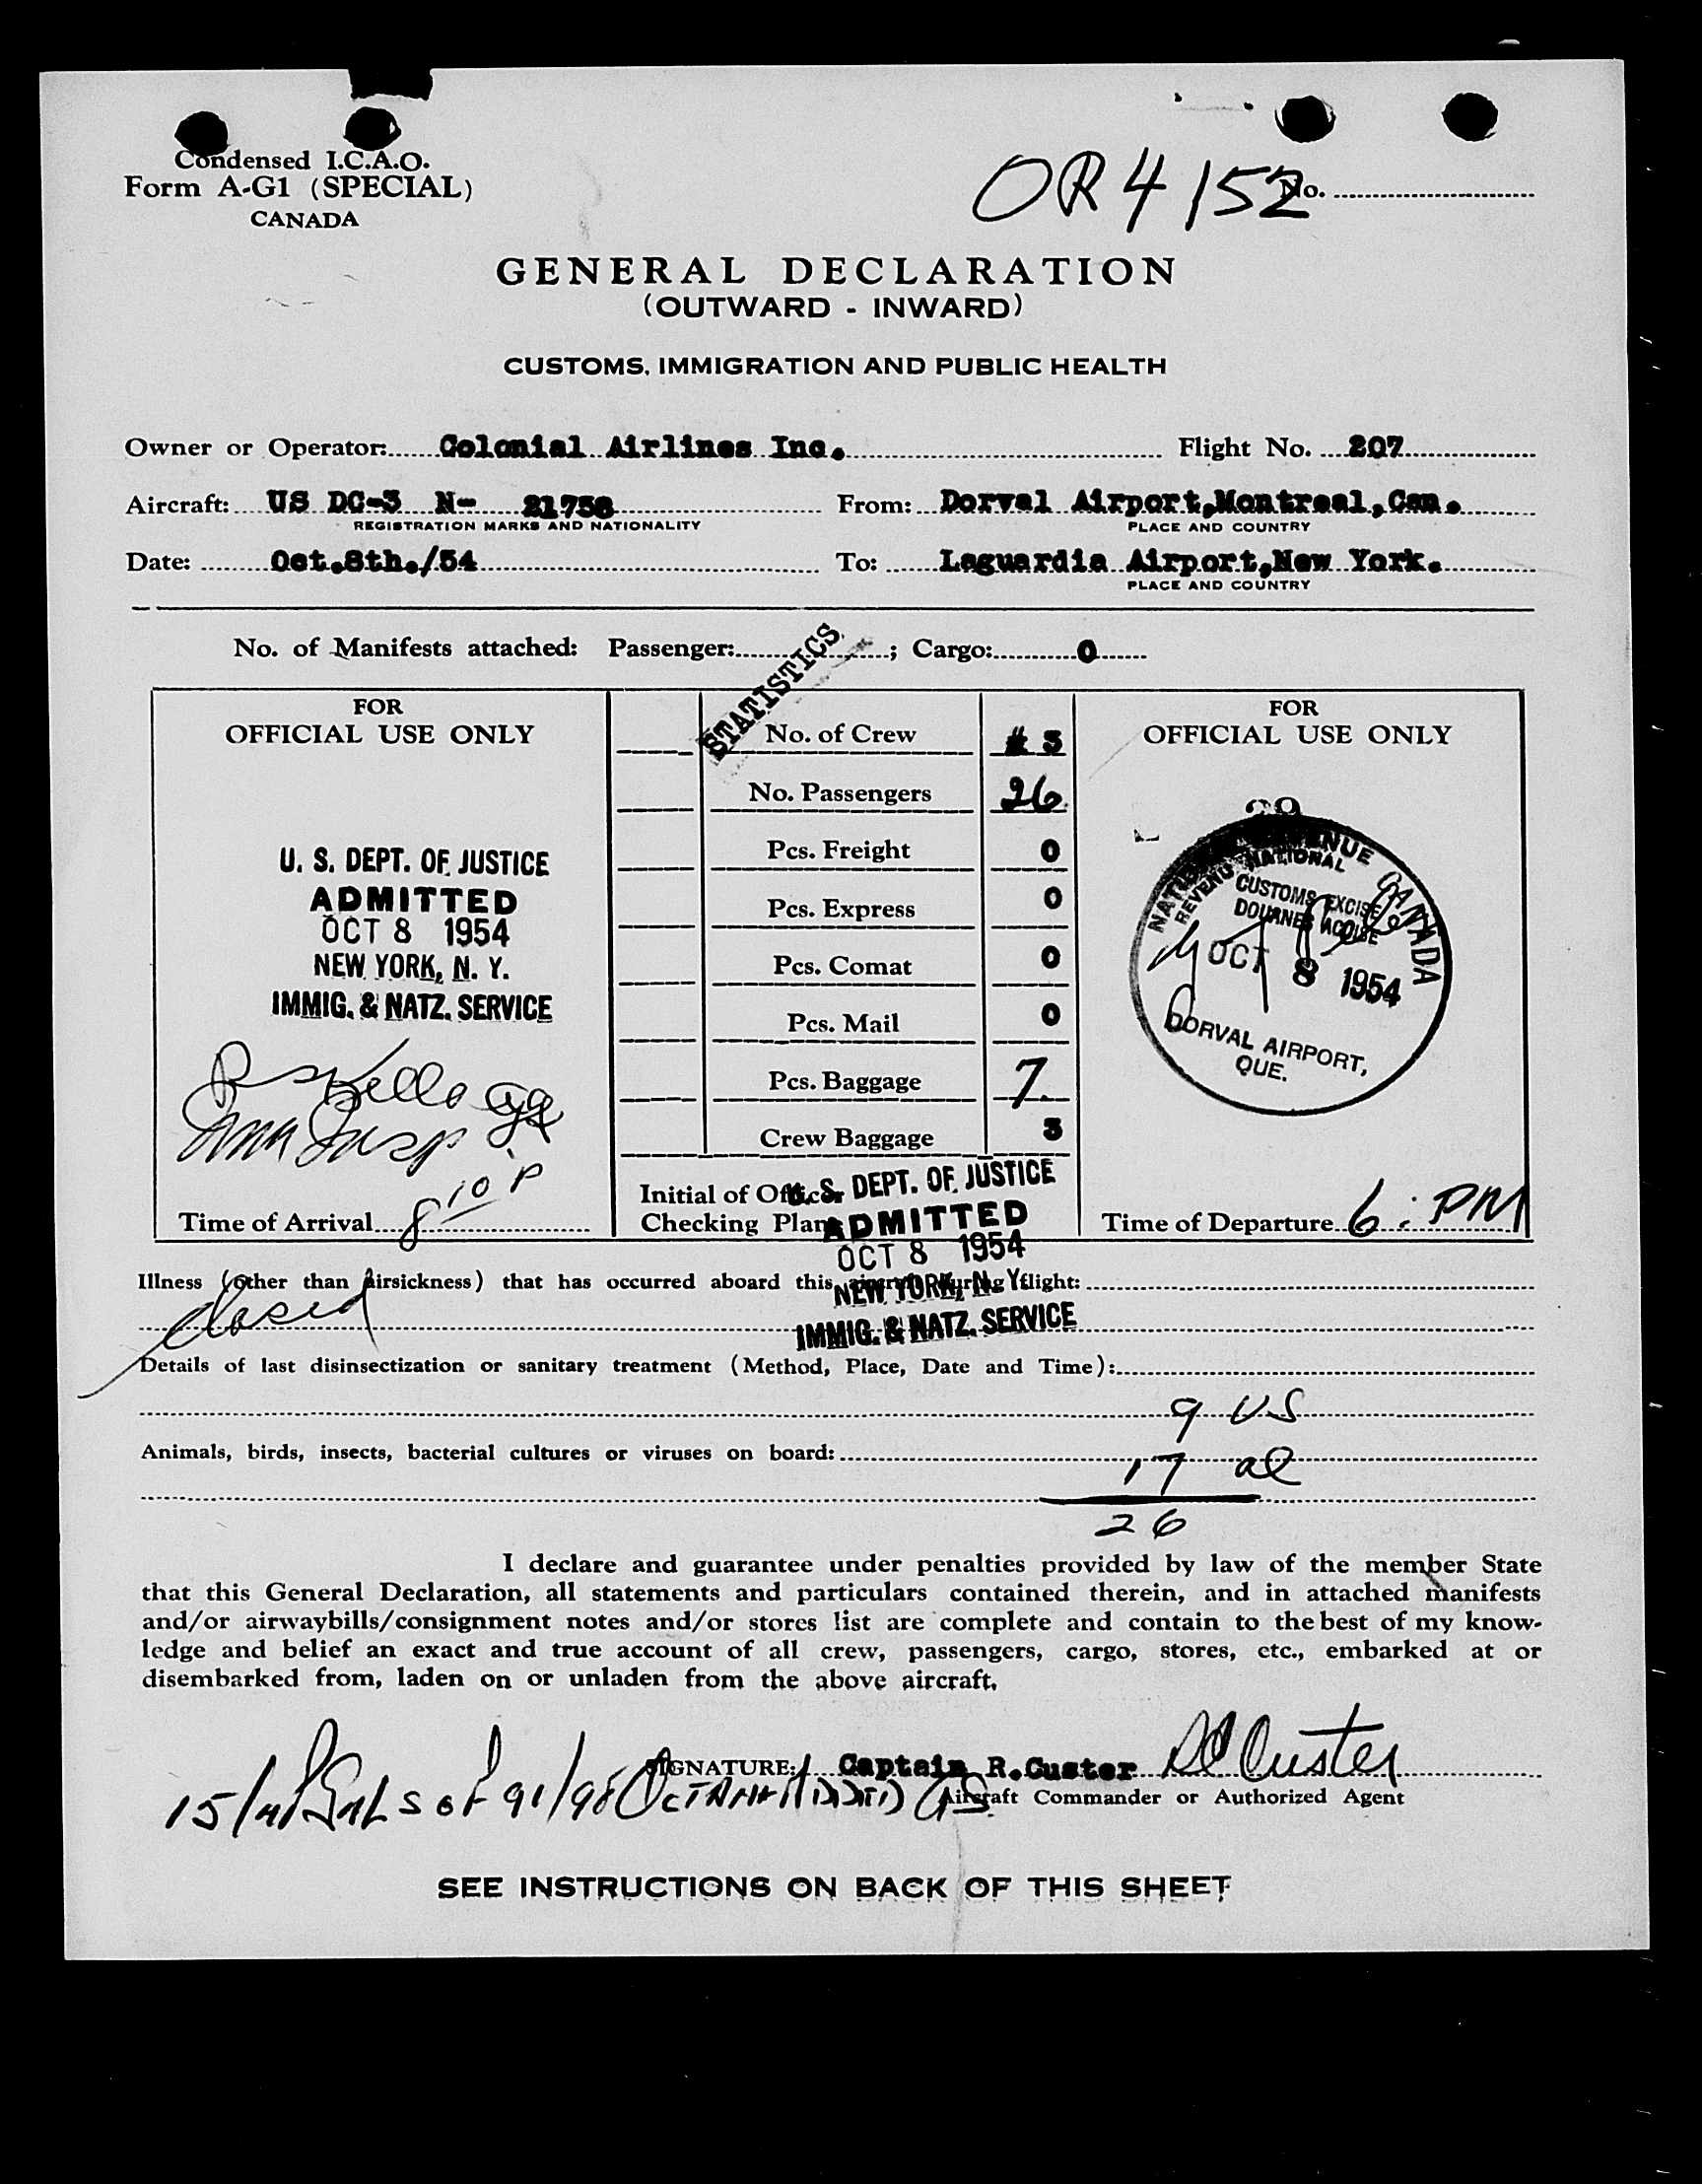 Condensed I.C.A.O.
Form A-G1 (SPECIAL)
CANADA
OR 4152
No.
GENERAL DECLARATION
(OUTWARD - INWARD)
CUSTOMS, IMMIGRATION AND PUBLIC HEALTH
Owner or Operator: Colonial Airlines Inc. Flight No. 207
Aircraft: US DC-3 N- 21758 From: Dorval Airport,Montreal,Can.
REGISTRATION MARKS AND NATIONALITY PLACE AND COUNTRY
Date: Oct.8th./54 To: Laguardia Airport,New York.
PLACE AND COUNTRY
No. of Manifests attached: Passenger: ; Cargo: 0
STATISTICS
FOR
OFFICIAL USE ONLY
U. S. DEPT. OF JUSTICE
ADMITTED
OCT 8 1954
NEW YORK, N. Y.
IMMIG. & NATZ. SERVICE
Imm Insp
Time of Arrival 8 10 P
No. of Crew 3
No. Passengers 26
Pcs. Freight 0
Pcs. Express 0
Pcs. Comat 0
Pcs. Mail 0
Pcs. Baggage 7
Crew Baggage 3
Initial of Officer
Checking Plane
U. S. DEPT. OF JUSTICE
ADMITTED
OCT 8 1954
NEW YORK, N. Y.
IMMIG. & NATZ. SERVICE
FOR
OFFICIAL USE ONLY
NATIONAL REVENUE CANADA
REVENU NATIONAL
CUSTOMS EXCISE
DOUANES ACCISE
OCT 8 1954
DORVAL AIRPORT,
QUE.
Time of Departure 6: PM
Illness (other than airsickness) that has occurred aboard this aircraft during flight:
closed
Details of last disinsectization or sanitary treatment (Method, Place, Date and Time):
9 US
Animals, birds, insects, bacterial cultures or viruses on board:
17 al
26
I declare and guarantee under penalties provided by law of the member State
that this General Declaration, all statements and particulars contained therein, and in attached manifests
and/or airwaybills/consignment notes and/or stores list are complete and contain to the best of my know-
ledge and belief an exact and true account of all crew, passengers, cargo, stores, etc., embarked at or
disembarked from, laden on or unladen from the above aircraft.
SIGNATURE: Captain R.Custer R Custer
Aircraft Commander or Authorized Agent
91/98
SEE INSTRUCTIONS ON BACK OF THIS SHEET